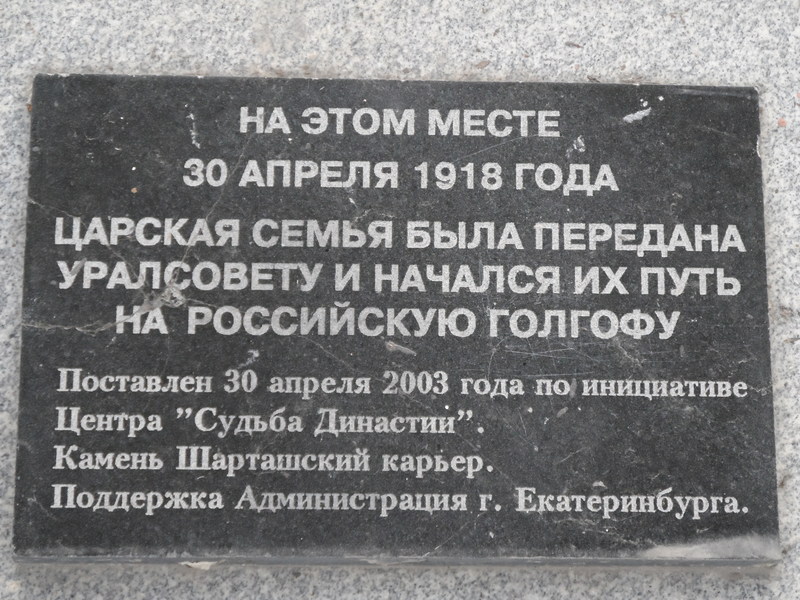 НА ЭТОМ МЕСТЕ
30 АПРЕЛЯ 1918 ГОДА
ЦАРСКАЯ СЕМЬЯ БЫЛА ПЕРЕДАНА
УРАЛСОВЕТУ И НАЧАЛСЯ ИХ ПУТЬ
НА РОССИЙСКУЮ ГОЛГОФУ
Поставлен 30 апреля 2003 года по инициативе
Центра "Судьба Династии".
Камень Шарташский карьер.
Поддержка Администрация г. Екатеринбурга.